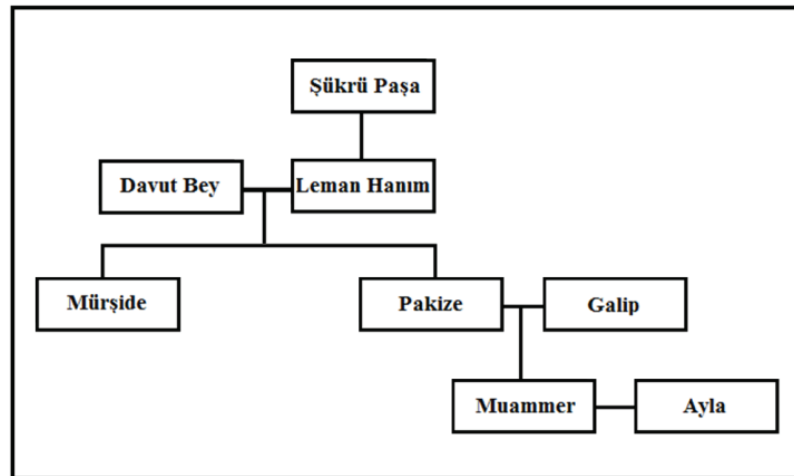 Şükrü Paşa
Davut Bey
Leman Hanım
Mürşide
Pakize
Galip
Muammer
Ayla